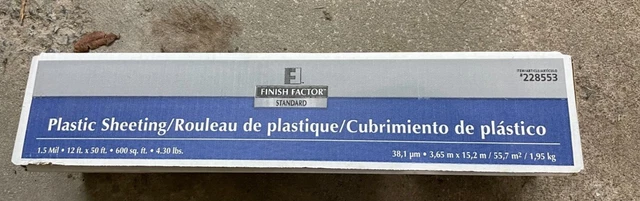 ITEM/ARTICLE/ARTÍCULO
#228553
FINISH FACTOR™
STANDARD
Plastic Sheeting/Rouleau de plastique/Cubrimiento de plástico
1.5 Mil • 12 ft. x 50 ft. • 600 sq. ft. • 4.30 lbs.
38,1 µm • 3,65 m x 15,2 m / 55,7 m² / 1,95 kg